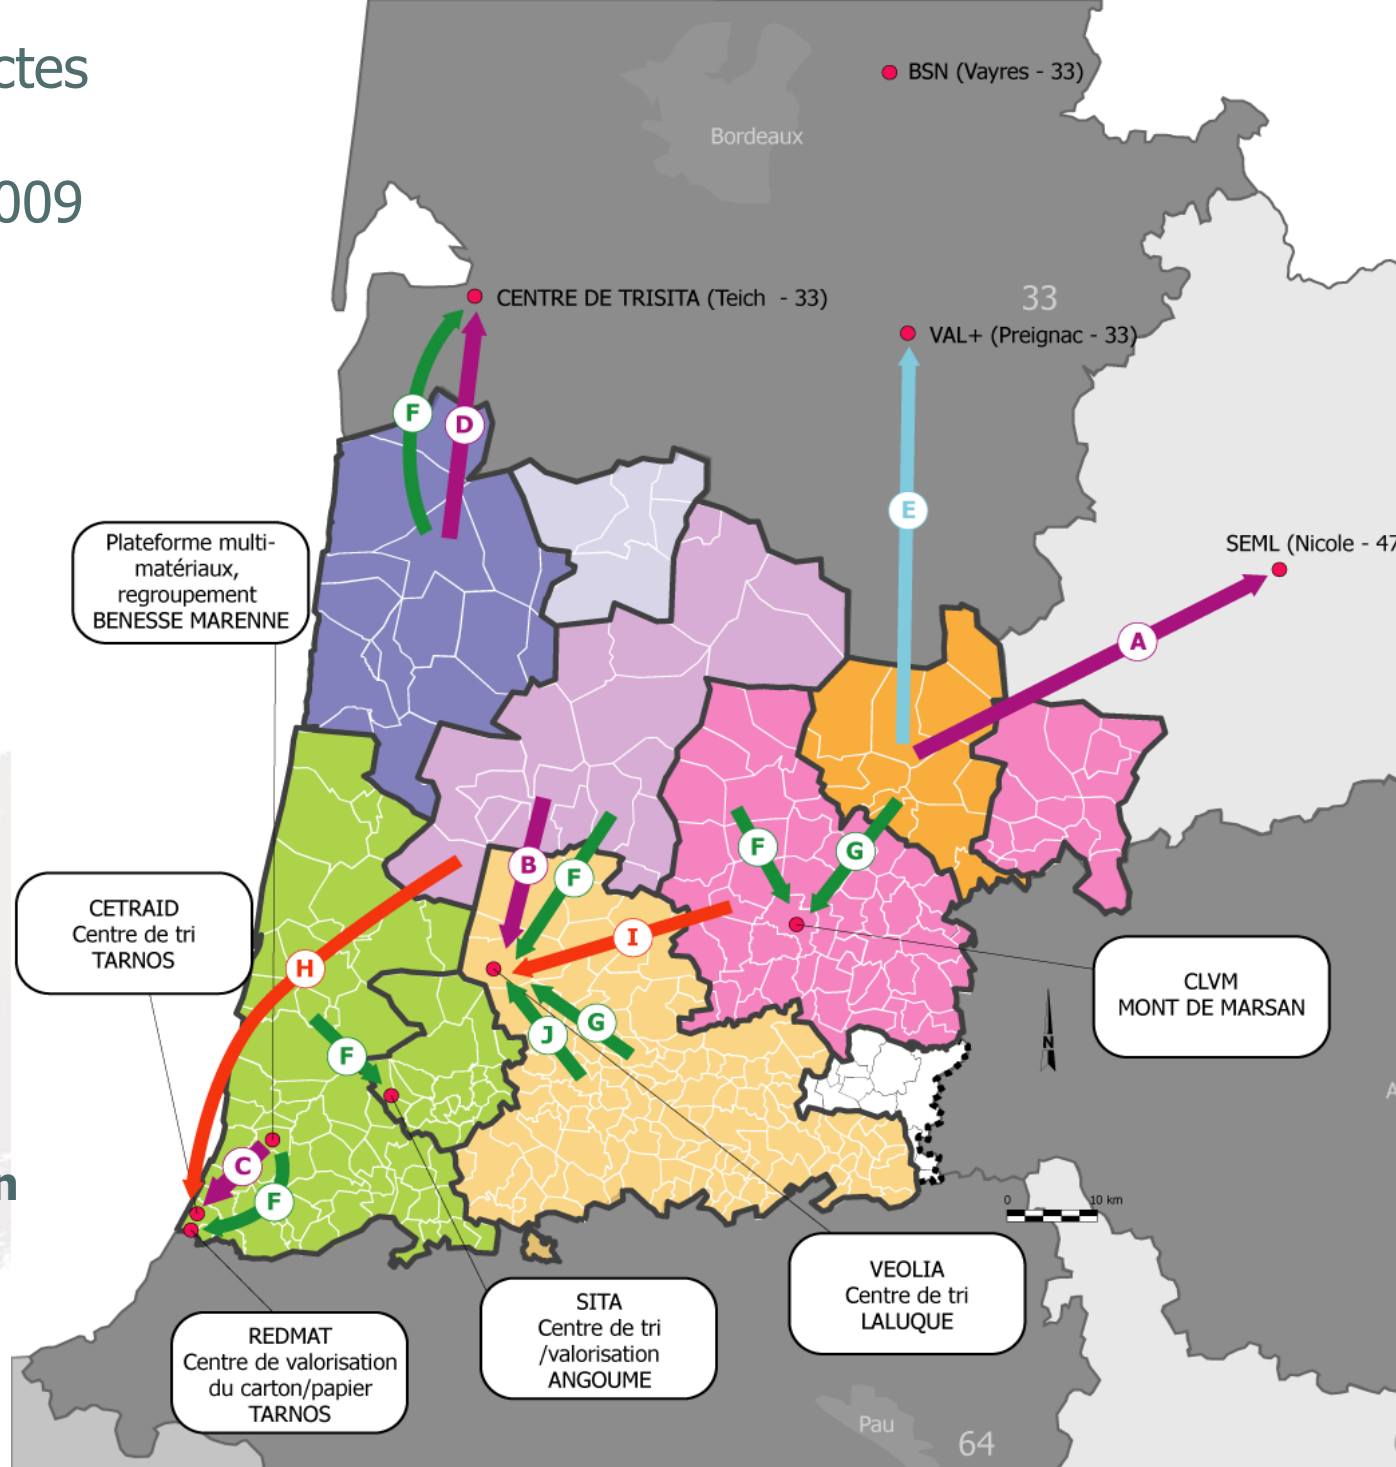 ctes
009
BSN (Vayres - 33)
Bordeaux
CENTRE DE TRISITA (Teich - 33)
33
VAL+ (Preignac - 33)
F
D
E
SEML (Nicole - 47
Plateforme multi-
matériaux,
regroupement
BENESSE MARENNE
A
F
G
B
F
CETRAID
Centre de tri
TARNOS
I
H
CLVM
MONT DE MARSAN
G
J
F
N
A
C
F
n
0
10 km
VEOLIA
Centre de tri
LALUQUE
SITA
Centre de tri
/valorisation
ANGOUME
REDMAT
Centre de valorisation
du carton/papier
TARNOS
Pau
64